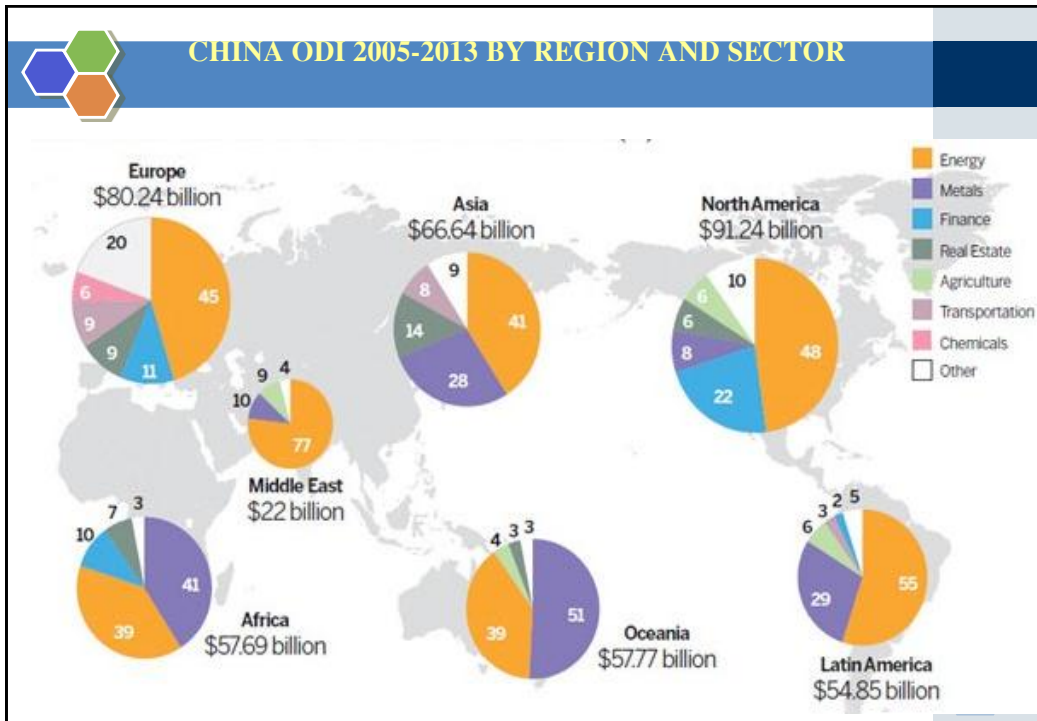 CHINA ODI 2005-2013 BY REGION AND SECTOR
Europe
$80.24 billion
20
45
6
9
9
11
Asia
$66.64 billion
9
8
41
14
28
North America
$91.24 billion
10
6
6
8
48
22
Energy
Metals
Finance
Real Estate
Agriculture
Transportation
Chemicals
Other
9
4
10
77
Middle East
$22 billion
3
7
10
41
39
Africa
$57.69 billion
3
3
4
51
39
Oceania
$57.77 billion
5
2
3
6
55
29
Latin America
$54.85 billion